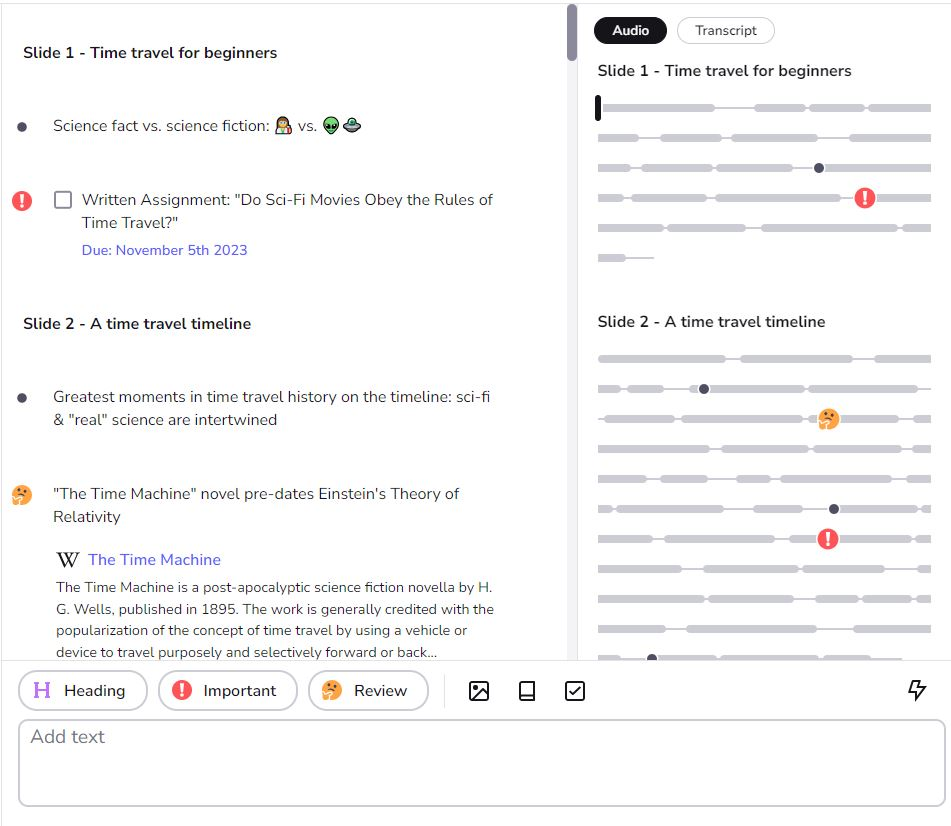 Slide 1 - Time travel for beginners
Science fact vs. science fiction: 👩‍🔬 vs. 👽🛸
Written Assignment: "Do Sci-Fi Movies Obey the Rules of
Time Travel?"
Due: November 5th 2023
Slide 2 - A time travel timeline
Greatest moments in time travel history on the timeline: sci-fi
& "real" science are intertwined
"The Time Machine" novel pre-dates Einstein's Theory of
Relativity
W The Time Machine
The Time Machine is a post-apocalyptic science fiction novella by H.
G. Wells, published in 1895. The work is generally credited with the
popularization of the concept of time travel by using a vehicle or
device to travel purposely and selectively forward or back...
Audio Transcript
Slide 1 - Time travel for beginners
Slide 2 - A time travel timeline
H Heading
Important
Review
Add text